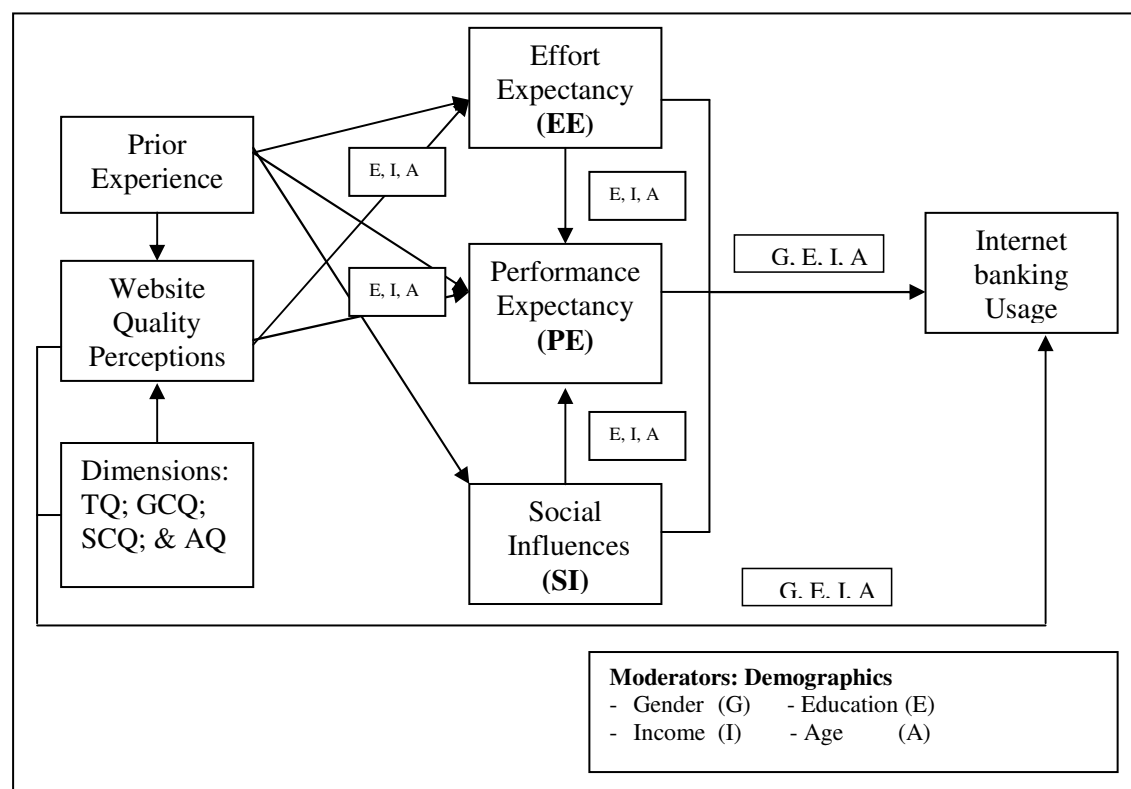 Effort
Expectancy
(EE)
Prior
Experience
E, I, A
E, I, A
Website
Quality
Perceptions
E, I, A
Performance
Expectancy
(PE)
G, E, I, A
Internet
banking
Usage
E, I, A
Dimensions:
TQ; GCQ;
SCQ; & AQ
Social
Influences
(SI)
G, E, I, A
Moderators: Demographics
- Gender (G) - Education (E)
- Income (I) - Age (A)